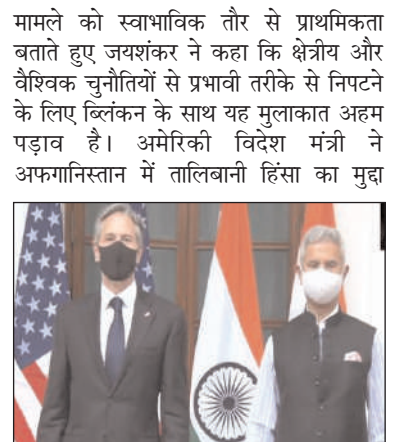 मामले को स्वाभाविक तौर से प्राथमिकता
बताते हुए जयशंकर ने कहा कि क्षेत्रीय और
वैश्विक चुनौतियों से प्रभावी तरीके से निपटने
के लिए ब्लिंकन के साथ यह मुलाकात अहम
पड़ाव है। अमेरिकी विदेश मंत्री ने
अफगानिस्तान में तालिबानी हिंसा का मुद्दा